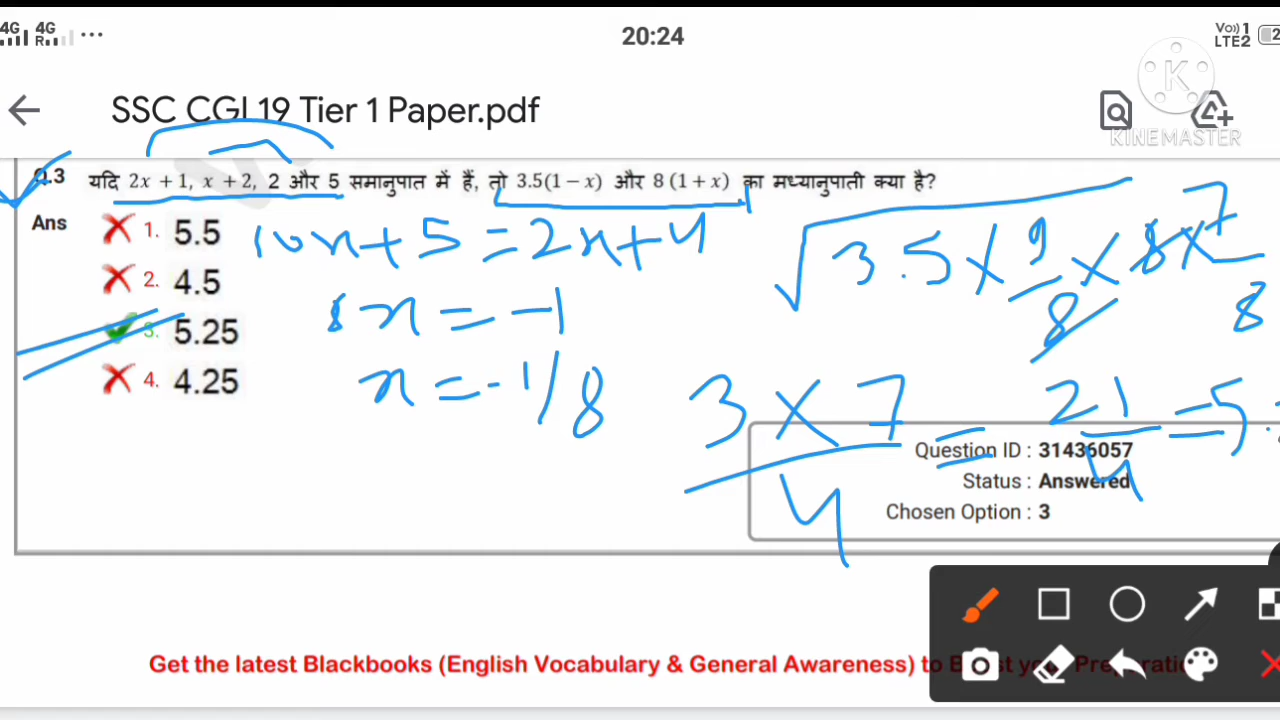 4G 4G R 20:24 Vo) 1 LTE2 2
SSC CGL 19 Tier 1 Paper.pdf
K
KINEMASTER
Q.3 यदि 2x + 1, x + 2, 2 और 5 समानुपात में हैं, तो 3.5(1 − x) और 8 (1 + x) का मध्यानुपाती क्या है?
Ans 1. 5.5
2. 4.5
3. 5.25
4. 4.25
10x+5=2x+4
8x=-1
x=-1/8
√3.5×9/8×8×7/8
3×7/4=21/4=5.
Question ID : 31436057
Status : Answered
Chosen Option : 3
Get the latest Blackbooks (English Vocabulary & General Awareness) to